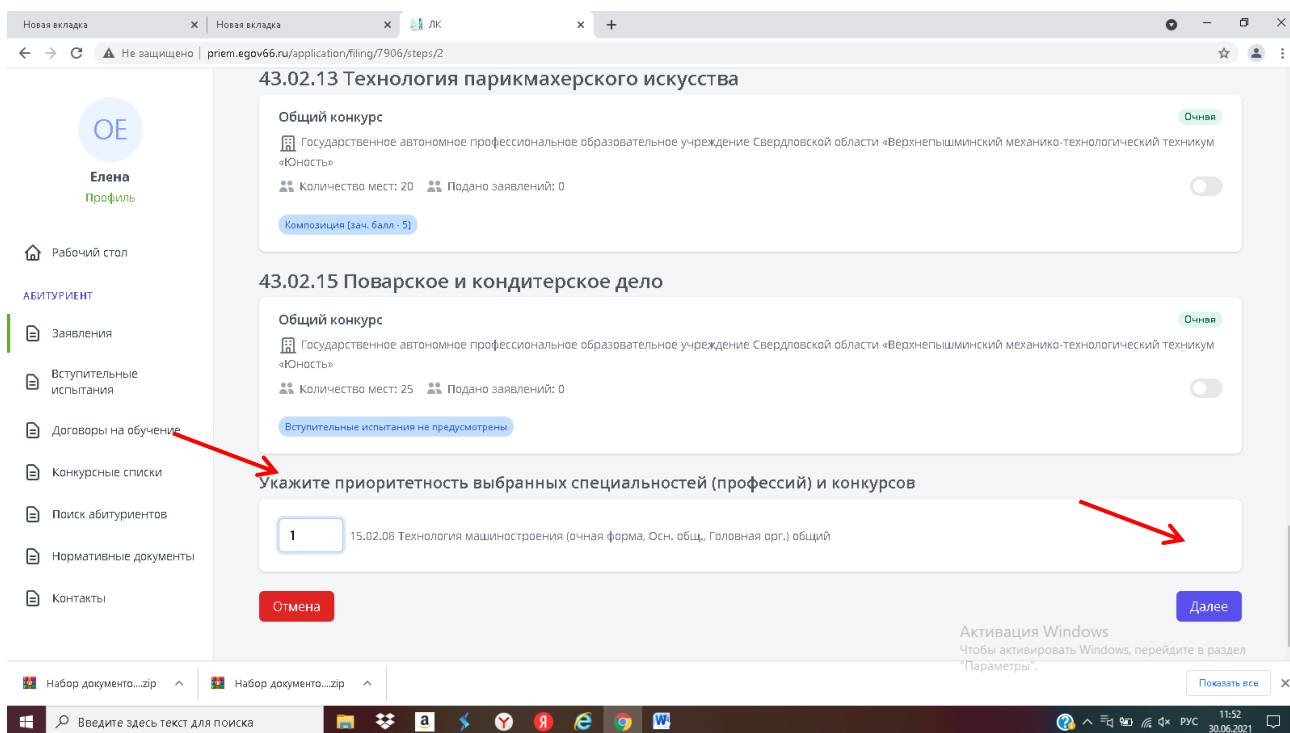 Новая вкладка
Новая вкладка
ЛК
Не защищено
priem.egov66.ru/application/filing/7906/steps/2
OE
Елена
Профиль
Рабочий стол
АБИТУРИЕНТ
Заявления
Вступительные
испытания
Договоры на обучение
Конкурсные списки
Поиск абитуриентов
Нормативные документы
Контакты
43.02.13 Технология парикмахерского искусства
Общий конкурс
Очная
Государственное автономное профессиональное образовательное учреждение Свердловской области «Верхнепышминский механико-технологический техникум
«Юность»
Количество мест: 20 Подано заявлений: 0
Композиция [зач. балл - 5]
43.02.15 Поварское и кондитерское дело
Общий конкурс
Очная
Государственное автономное профессиональное образовательное учреждение Свердловской области «Верхнепышминский механико-технологический техникум
«Юность»
Количество мест: 25 Подано заявлений: 0
Вступительные испытания не предусмотрены
Укажите приоритетность выбранных специальностей (профессий) и конкурсов
1
15.02.08 Технология машиностроения (очная форма, Осн. общ., Головная орг.) общий
Отмена
Далее
Активация Windows
Чтобы активировать Windows, перейдите в раздел
"Параметры".
Набор документо....zip
Набор документо....zip
Показать все
Введите здесь текст для поиска
РУС
11:52
30.06.2021